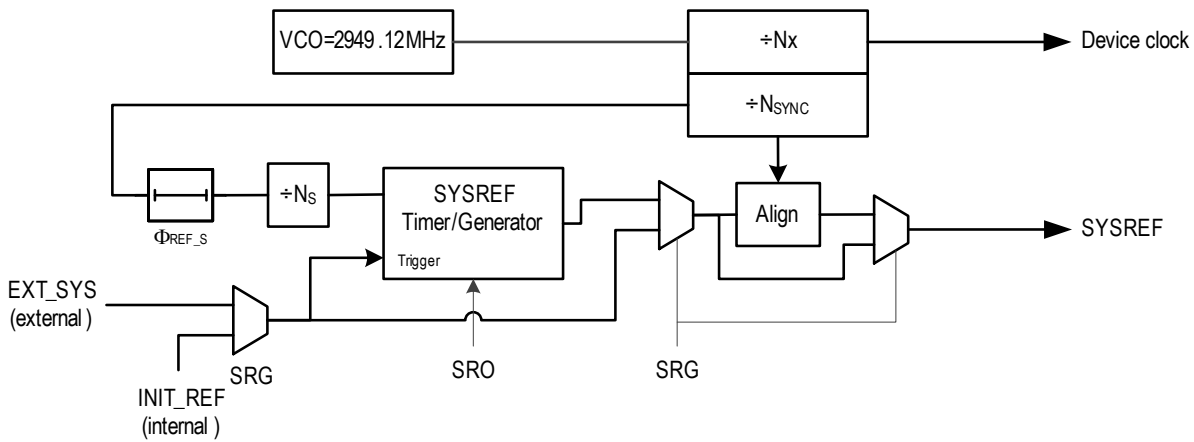 VCO=2949 .12MHz
÷Nx
Device clock
÷NSYNC
÷NS
SYSREF
Timer/Generator
Trigger
ΦREF_S
Align
SYSREF
EXT_SYS
(external )
SRG
SRO
SRG
INIT_REF
(internal )